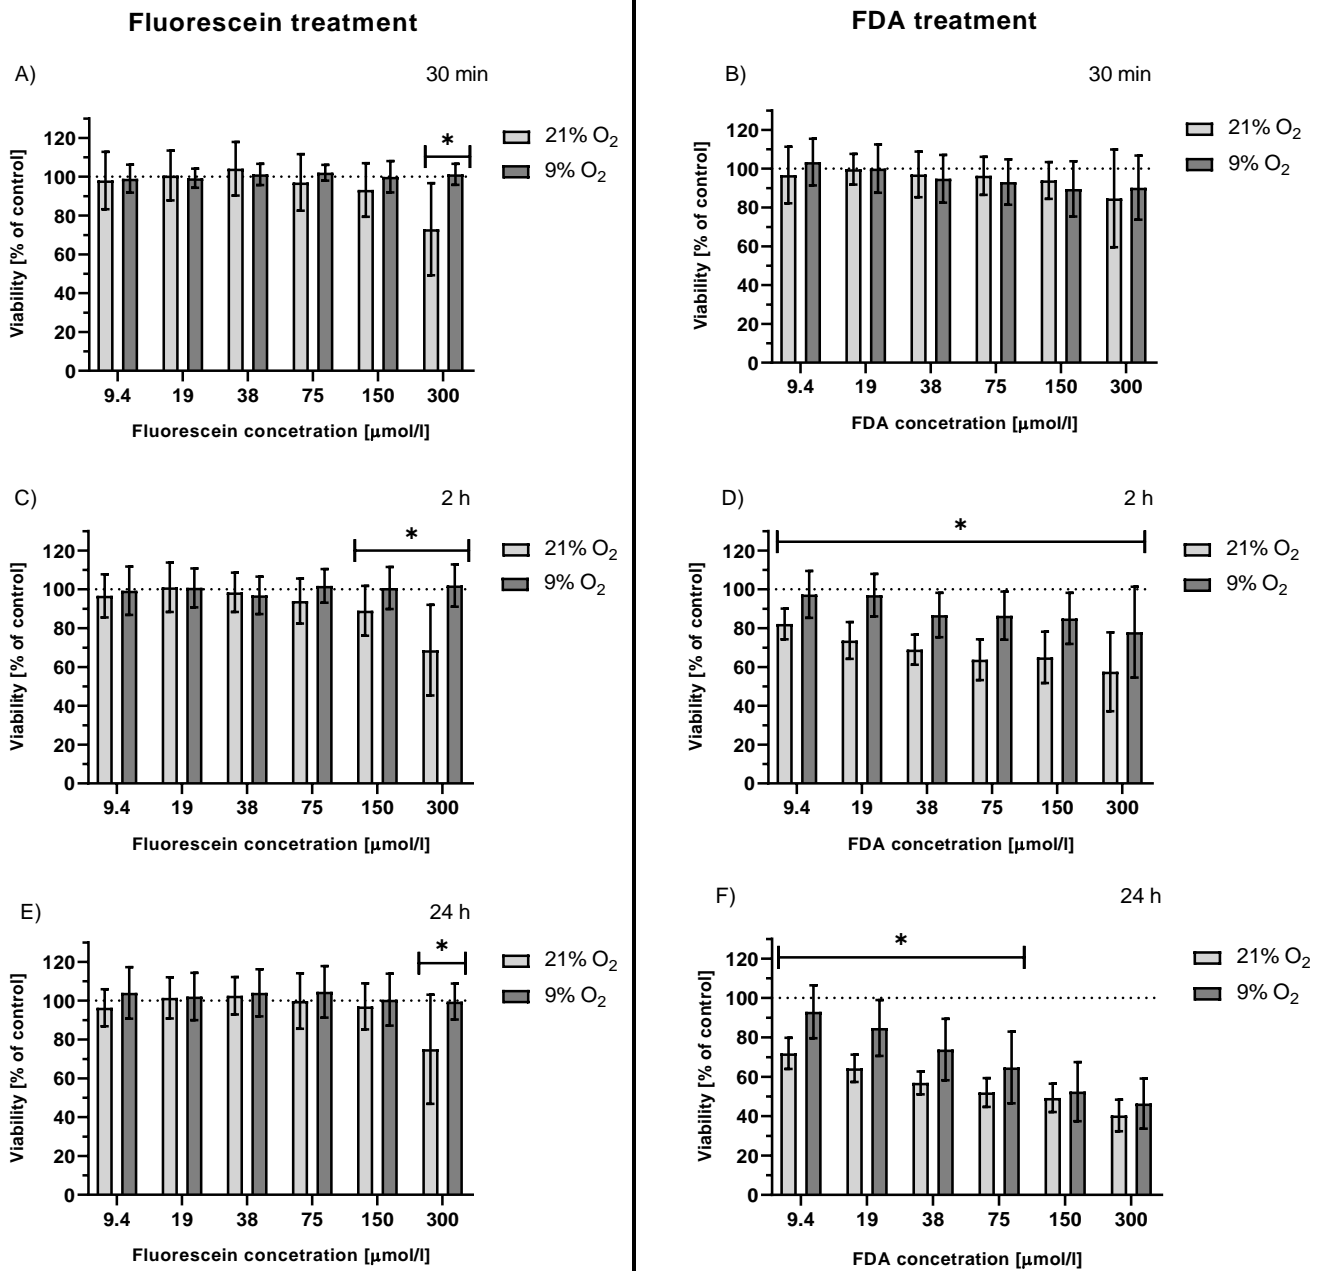 Fluorescein treatment
FDA treatment
A)
30 min
120
100
80
60
40
20
0
Viability [% of control]
*
21% O2
9% O2
9.4 19 38 75 150 300
Fluorescein concetration [μmol/l]
B)
30 min
120
100
80
60
40
20
0
Viability [% of control]
21% O2
9% O2
9.4 19 38 75 150 300
FDA concetration [μmol/l]
C)
2 h
120
100
80
60
40
20
0
Viability [% of control]
*
21% O2
9% O2
9.4 19 38 75 150 300
Fluorescein concetration [μmol/l]
D)
2 h
120
100
80
60
40
20
0
Viability [% of control]
*
21% O2
9% O2
9.4 19 38 75 150 300
FDA concetration [μmol/l]
E)
24 h
120
100
80
60
40
20
0
Viability [% of control]
*
21% O2
9% O2
9.4 19 38 75 150 300
Fluorescein concetration [μmol/l]
F)
24 h
120
100
80
60
40
20
0
Viability [% of control]
*
21% O2
9% O2
9.4 19 38 75 150 300
FDA concetration [μmol/l]